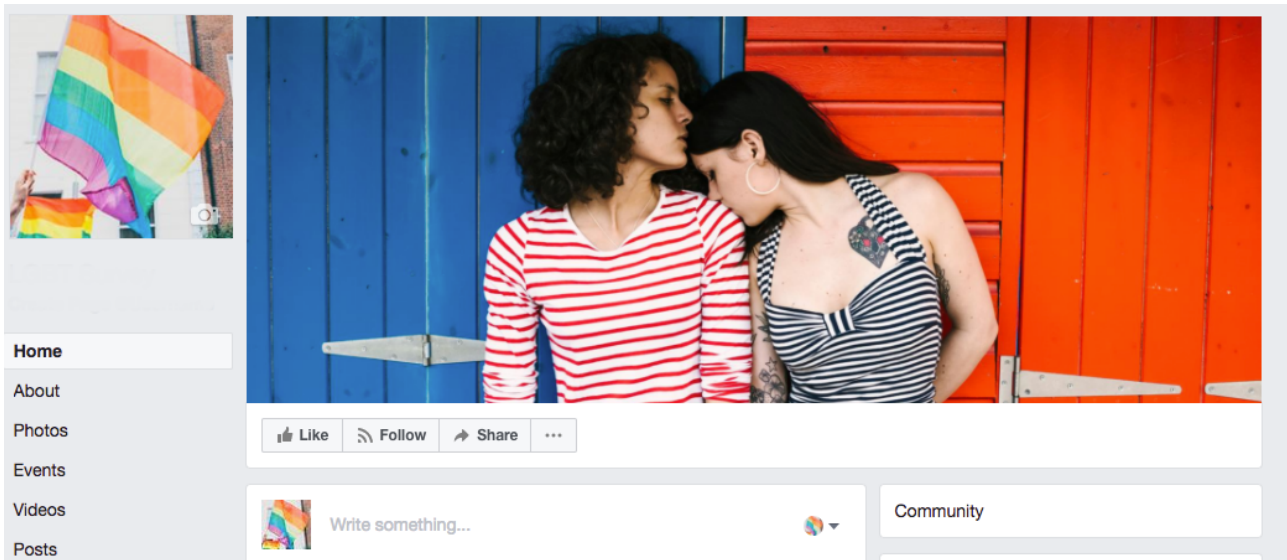 Home
About
Photos
Events
Videos
Posts
Like Follow Share
Write something...
Community